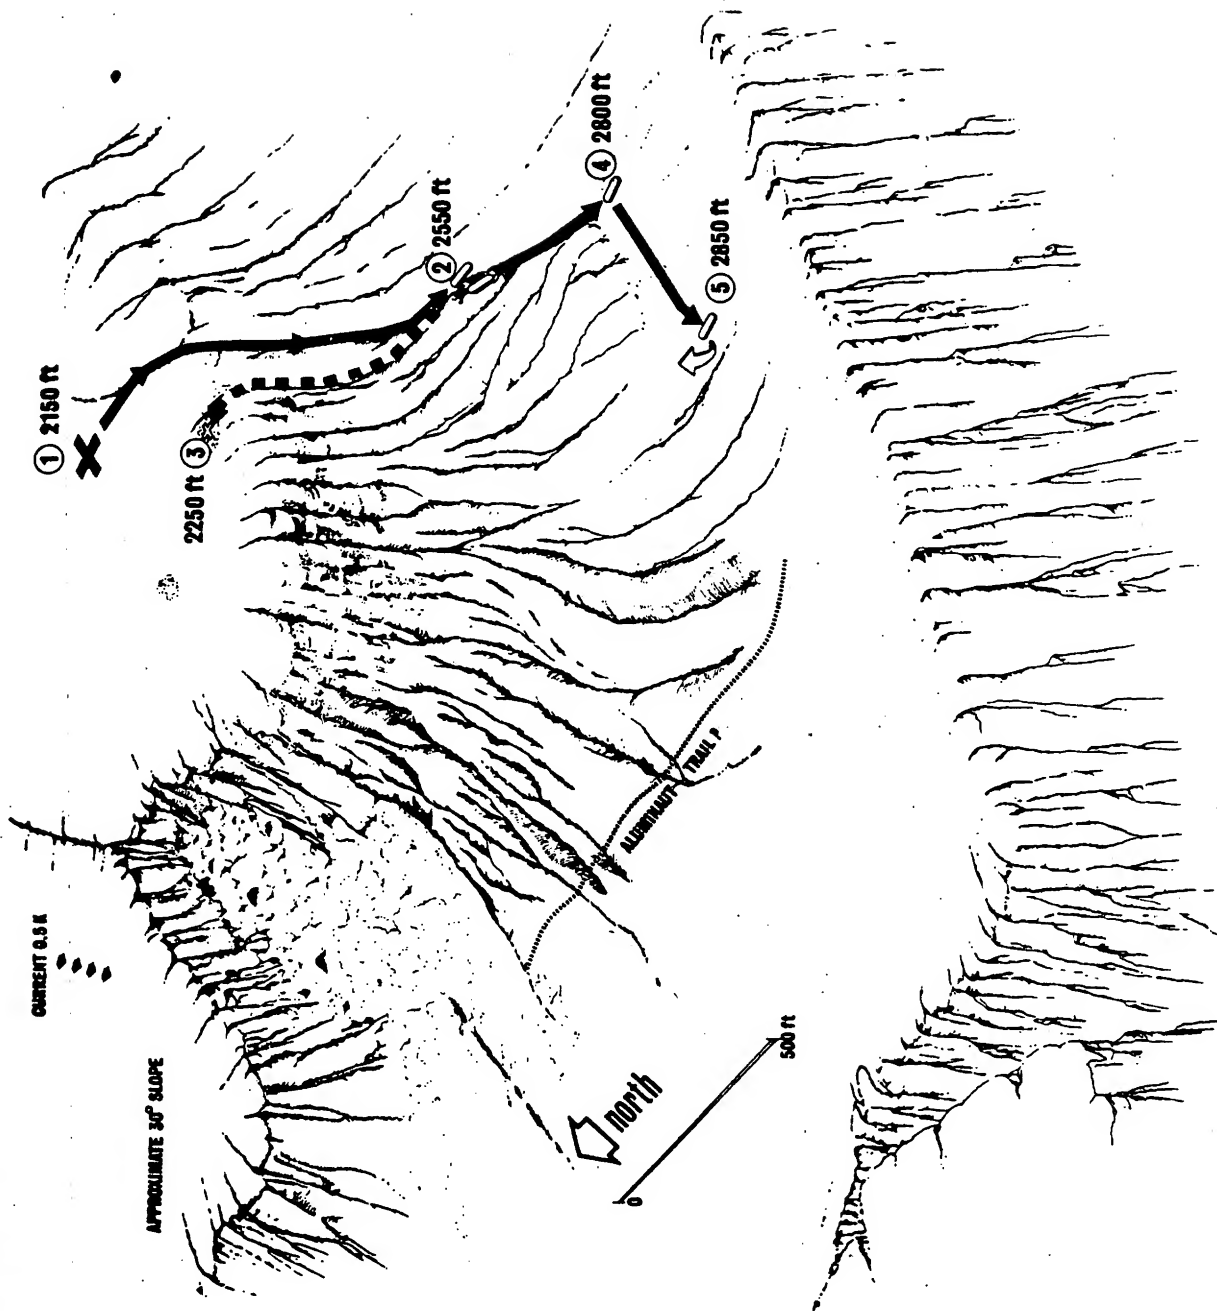 CURRENT 0.5 K
APPROXIMATE 30° SLOPE
① 2150 ft
2250 ft ③
② 2550 ft
④ 2800 ft
⑤ 2850 ft
ALUMINAUT TRAIL ?
north
0
500 ft